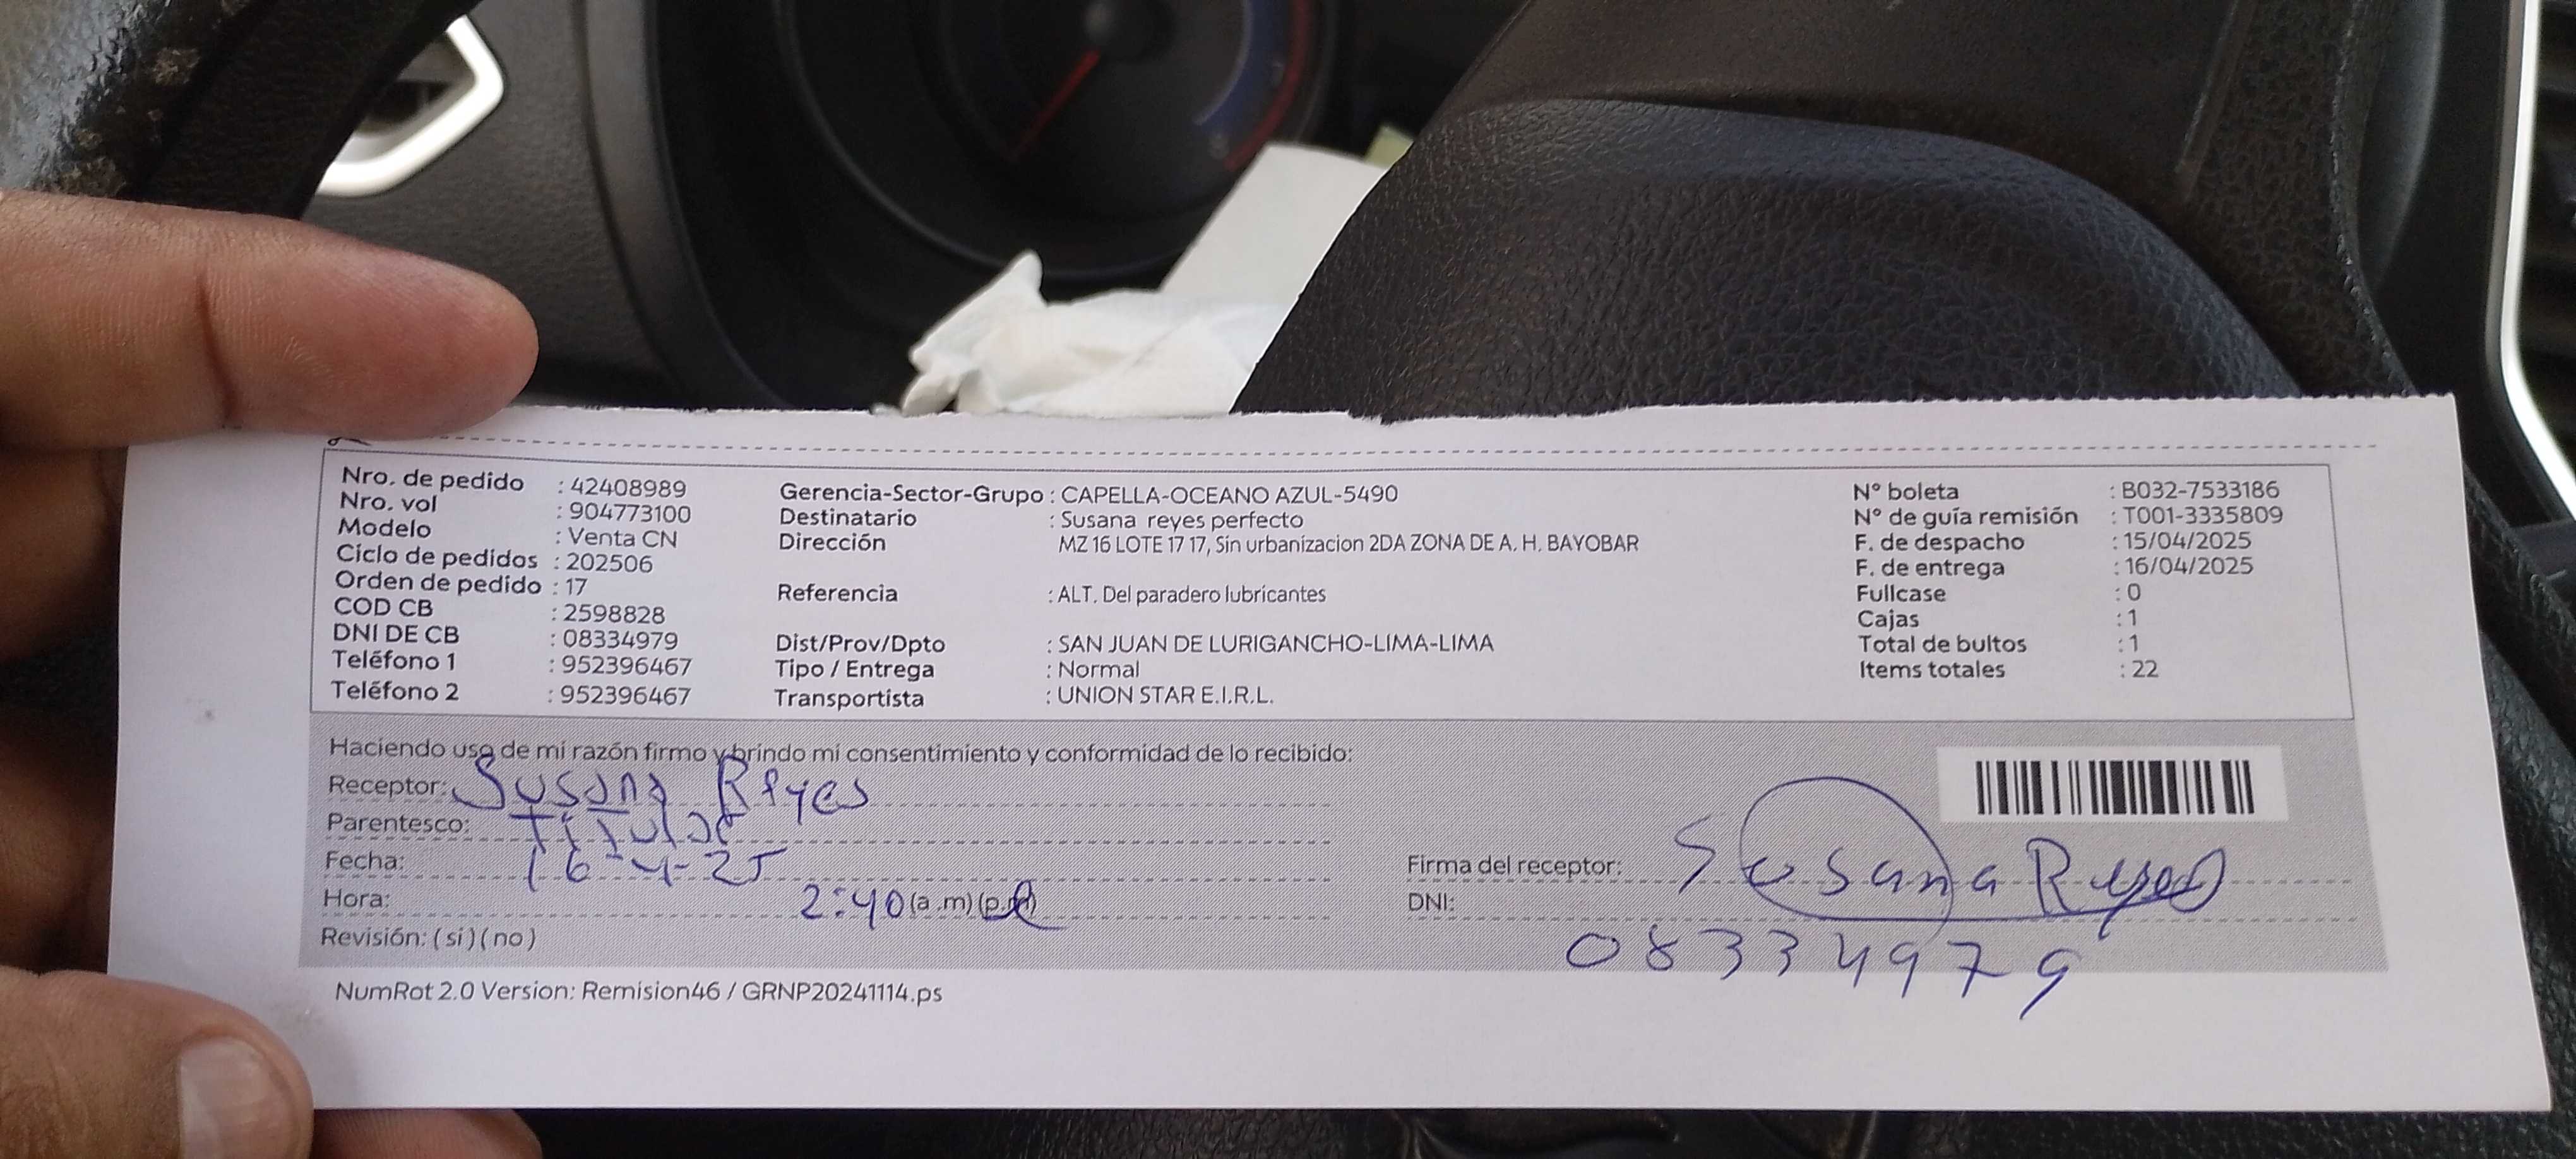 Nro. de pedido : 42408989
Nro. vol : 904773100
Modelo : Venta CN
Ciclo de pedidos : 202506
Orden de pedido : 17
COD CB : 2598828
DNI DE CB : 08334979
Teléfono 1 : 952396467
Teléfono 2 : 952396467
Gerencia-Sector-Grupo : CAPELLA-OCEANO AZUL-5490
Destinatario : Susana reyes perfecto
Dirección MZ 16 LOTE 17 17, Sin urbanizacion 2DA ZONA DE A. H. BAYOBAR
Referencia : ALT. Del paradero lubricantes
Dist/Prov/Dpto : SAN JUAN DE LURIGANCHO-LIMA-LIMA
Tipo / Entrega : Normal
Transportista : UNION STAR E.I.R.L.
N° boleta : B032-7533186
N° de guía remisión : T001-3335809
F. de despacho : 15/04/2025
F. de entrega : 16/04/2025
Fullcase : 0
Cajas : 1
Total de bultos : 1
Items totales : 22
Haciendo uso de mi razón firmo y brindo mi consentimiento y conformidad de lo recibido:
Receptor: Susana Reyes
Parentesco: Titular
Fecha: 16-4-25
Hora: 2:40 (a.m) (p.m)
Revisión: (si) (no)
Firma del receptor: Susana Reyes
DNI: 08334979
NumRot 2.0 Version: Remision46 / GRNP20241114.ps